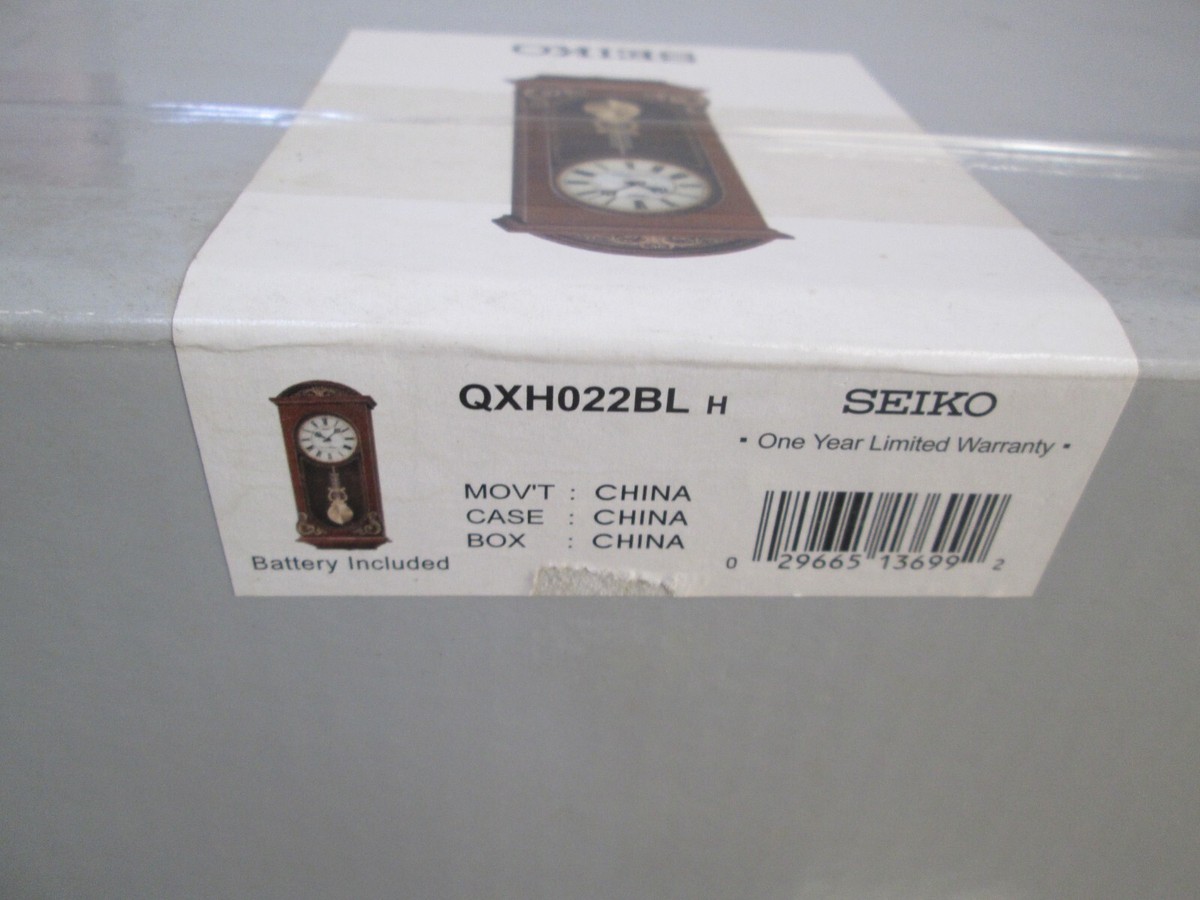 SEIKO
QXH022BL H
SEIKO
▪ One Year Limited Warranty ▪
MOV'T : CHINA
CASE : CHINA
BOX : CHINA
Battery Included
0 29665 13699 2